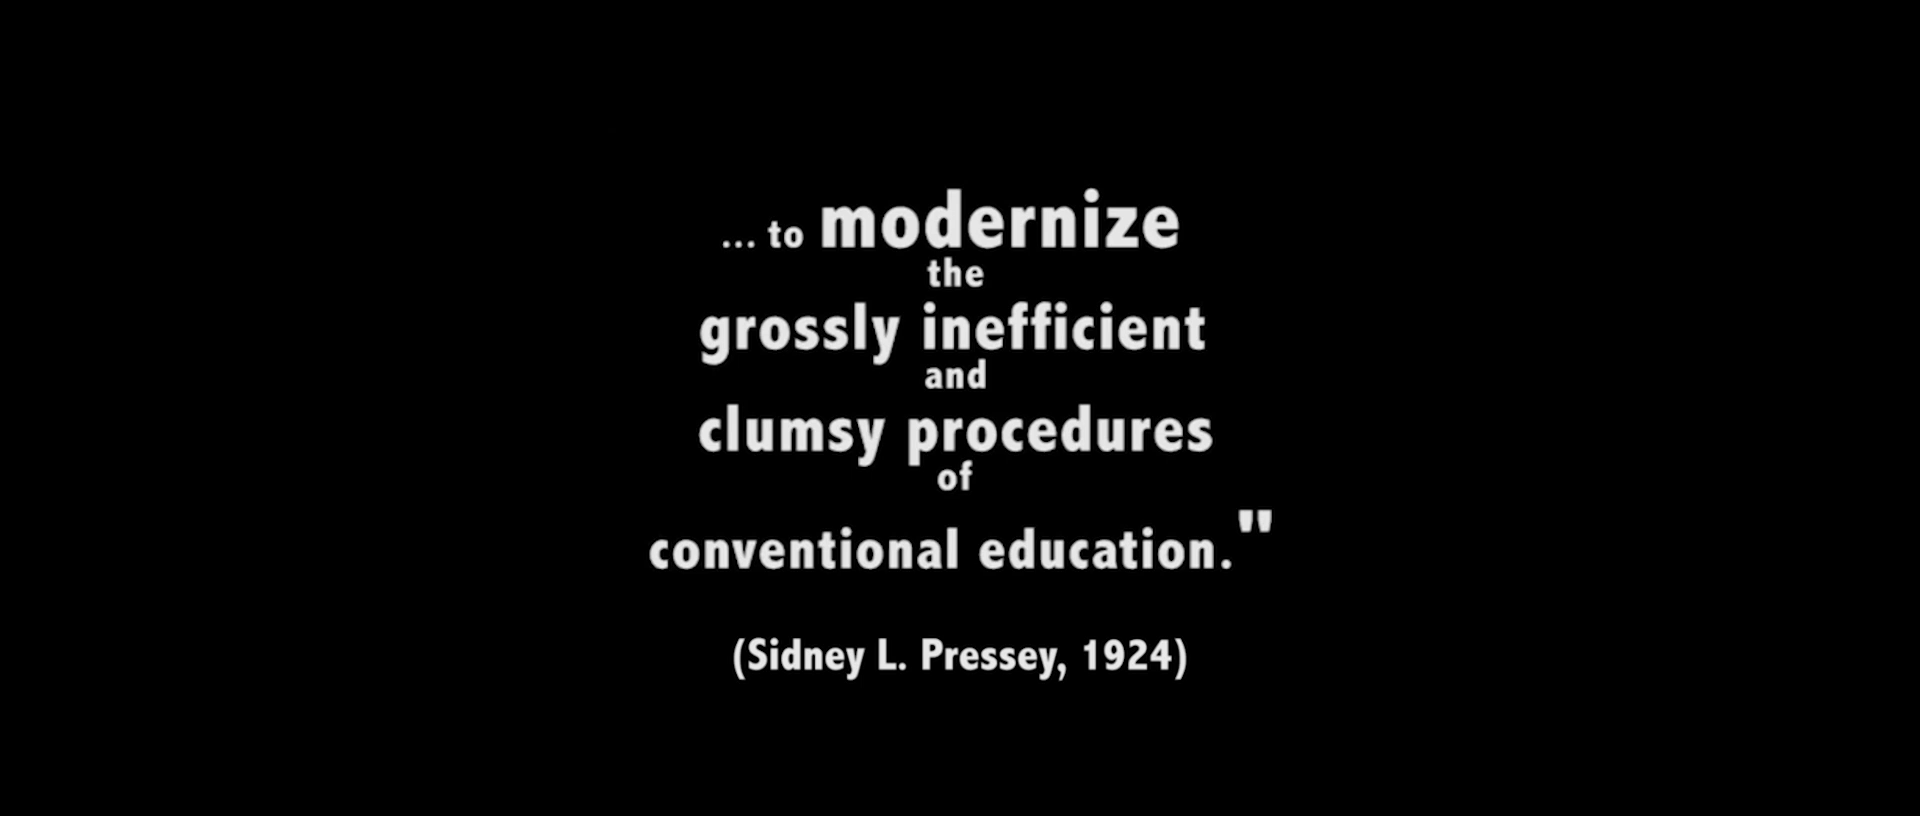 ... to modernize
the
grossly inefficient
and
clumsy procedures
of
conventional education."
(Sidney L. Pressey, 1924)